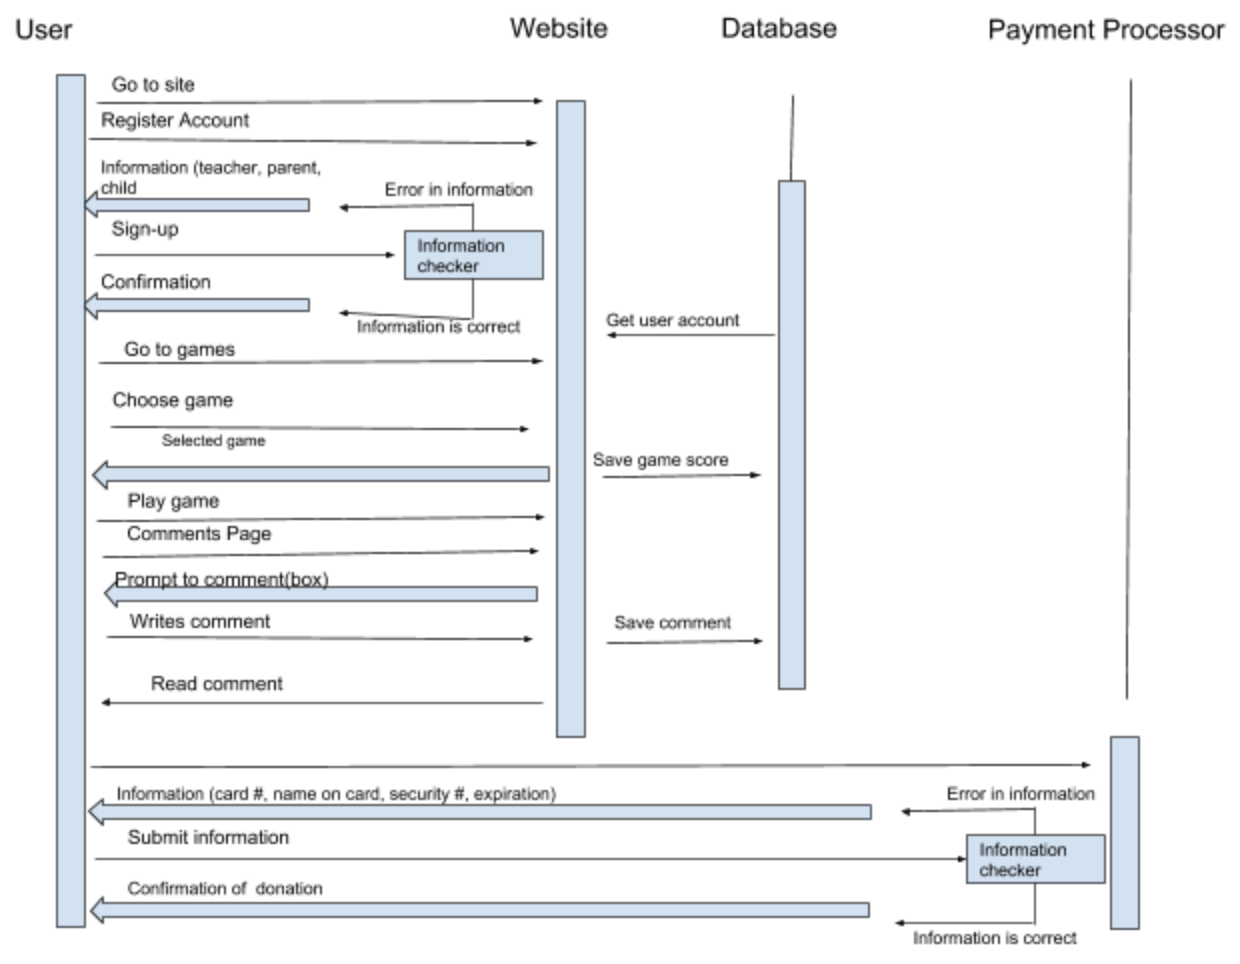 User
Website
Database
Payment Processor
Go to site
Register Account
Information (teacher, parent,
child
Error in information
Sign-up
Information
checker
Confirmation
Information is correct
Get user account
Go to games
Choose game
Selected game
Save game score
Play game
Comments Page
Prompt to comment(box)
Writes comment
Save comment
Read comment
Information (card #, name on card, security #, expiration)
Error in information
Submit information
Information
checker
Confirmation of donation
Information is correct